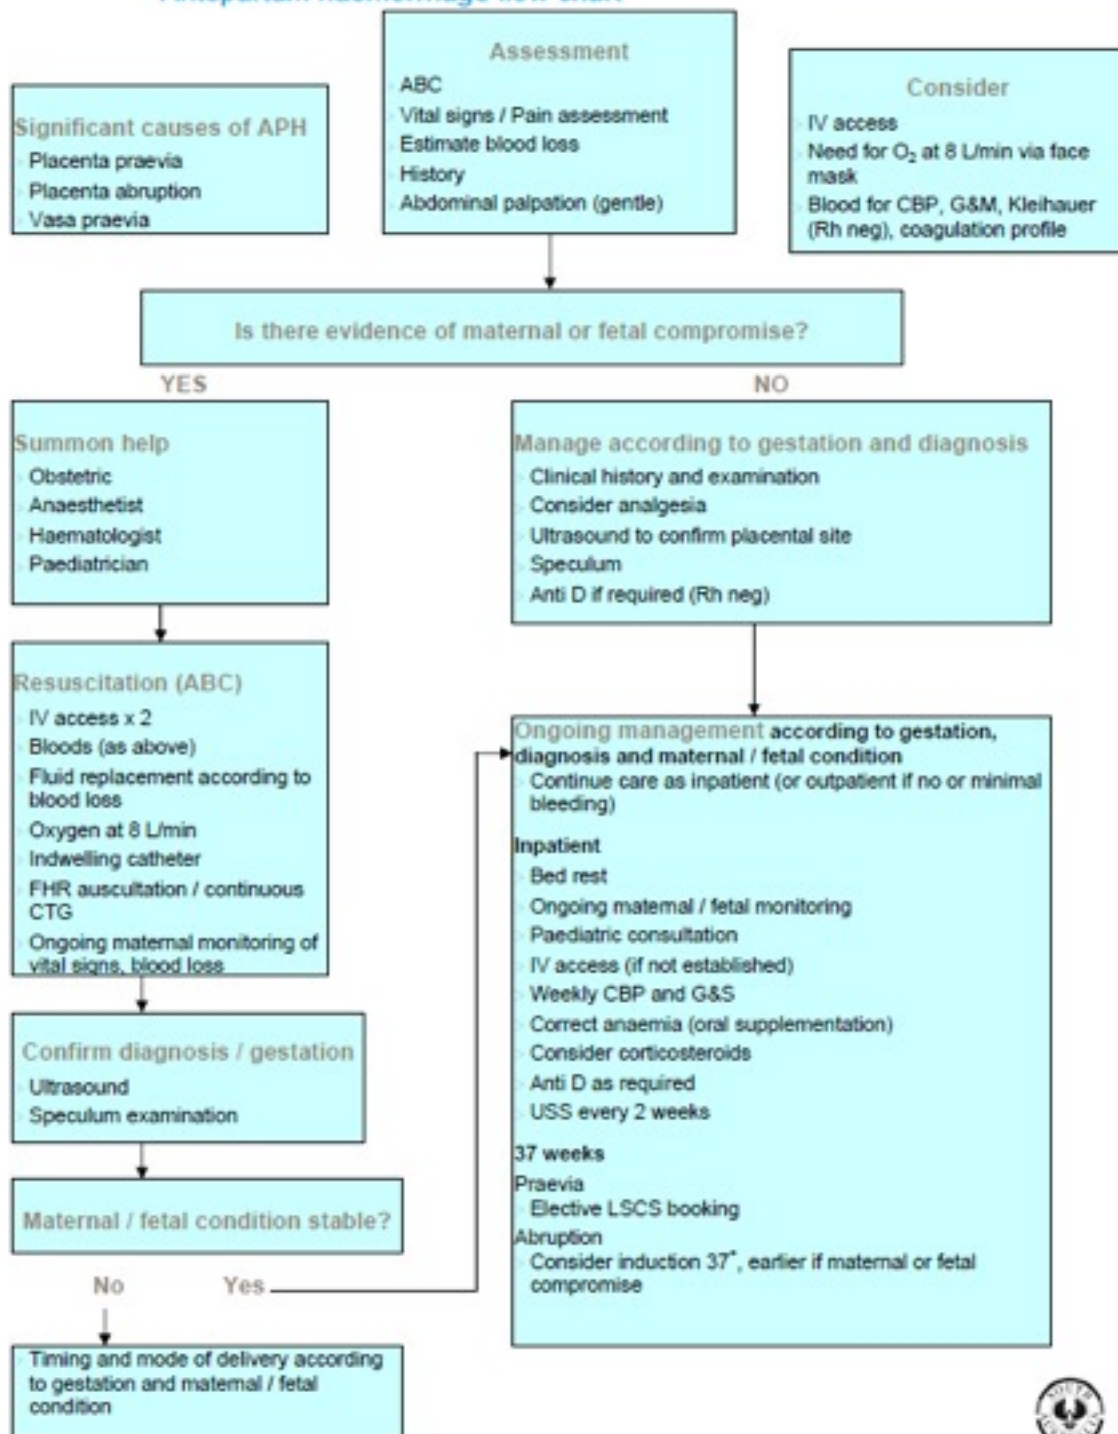 Antepartum haemorrhage flow chart
Assessment
ABC
Vital signs / Pain assessment
Estimate blood loss
History
Abdominal palpation (gentle)
Significant causes of APH
Placenta praevia
Placenta abruption
Vasa praevia
Consider
IV access
Need for O₂ at 8 L/min via face
mask
Blood for CBP, G&M, Kleihauer
(Rh neg), coagulation profile
Is there evidence of maternal or fetal compromise?
YES
NO
Summon help
Obstetric
Anaesthetist
Haematologist
Paediatrician
Manage according to gestation and diagnosis
Clinical history and examination
Consider analgesia
Ultrasound to confirm placental site
Speculum
Anti D if required (Rh neg)
Resuscitation (ABC)
IV access x 2
Bloods (as above)
Fluid replacement according to
blood loss
Oxygen at 8 L/min
Indwelling catheter
FHR auscultation / continuous
CTG
Ongoing maternal monitoring of
vital signs, blood loss
Confirm diagnosis / gestation
Ultrasound
Speculum examination
Maternal / fetal condition stable?
No
Yes
Timing and mode of delivery according
to gestation and maternal / fetal
condition
Ongoing management according to gestation,
diagnosis and maternal / fetal condition
Continue care as inpatient (or outpatient if no or minimal
bleeding)
Inpatient
Bed rest
Ongoing maternal / fetal monitoring
Paediatric consultation
IV access (if not established)
Weekly CBP and G&S
Correct anaemia (oral supplementation)
Consider corticosteroids
Anti D as required
USS every 2 weeks
37 weeks
Praevia
Elective LSCS booking
Abruption
Consider induction 37⁺, earlier if maternal or fetal
compromise
SOUTH